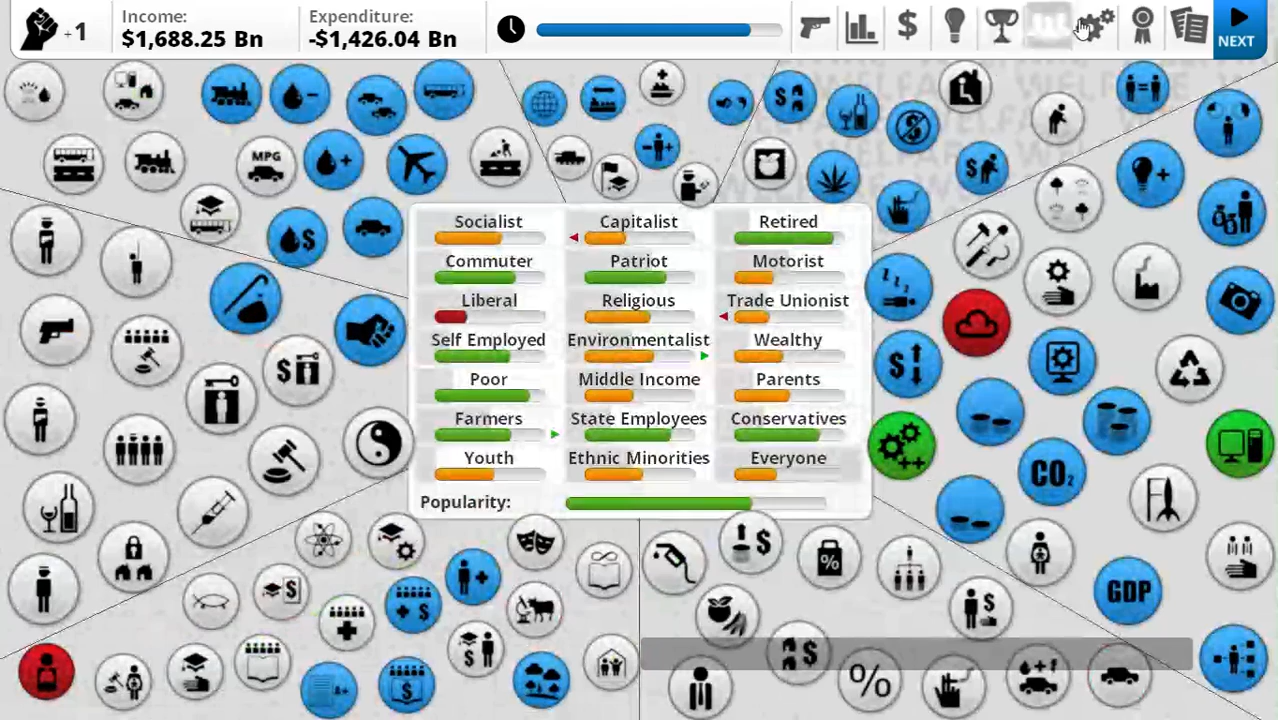 Income:
$1,688.25 Bn
Expenditure:
-$1,426.04 Bn
+1
NEXT
WELFARE
MPG
Socialist Capitalist Retired
Commuter Patriot Motorist
Liberal Religious Trade Unionist
Self Employed Environmentalist Wealthy
Poor Middle Income Parents
Farmers State Employees Conservatives
Youth Ethnic Minorities Everyone
Popularity:
CO2
GDP